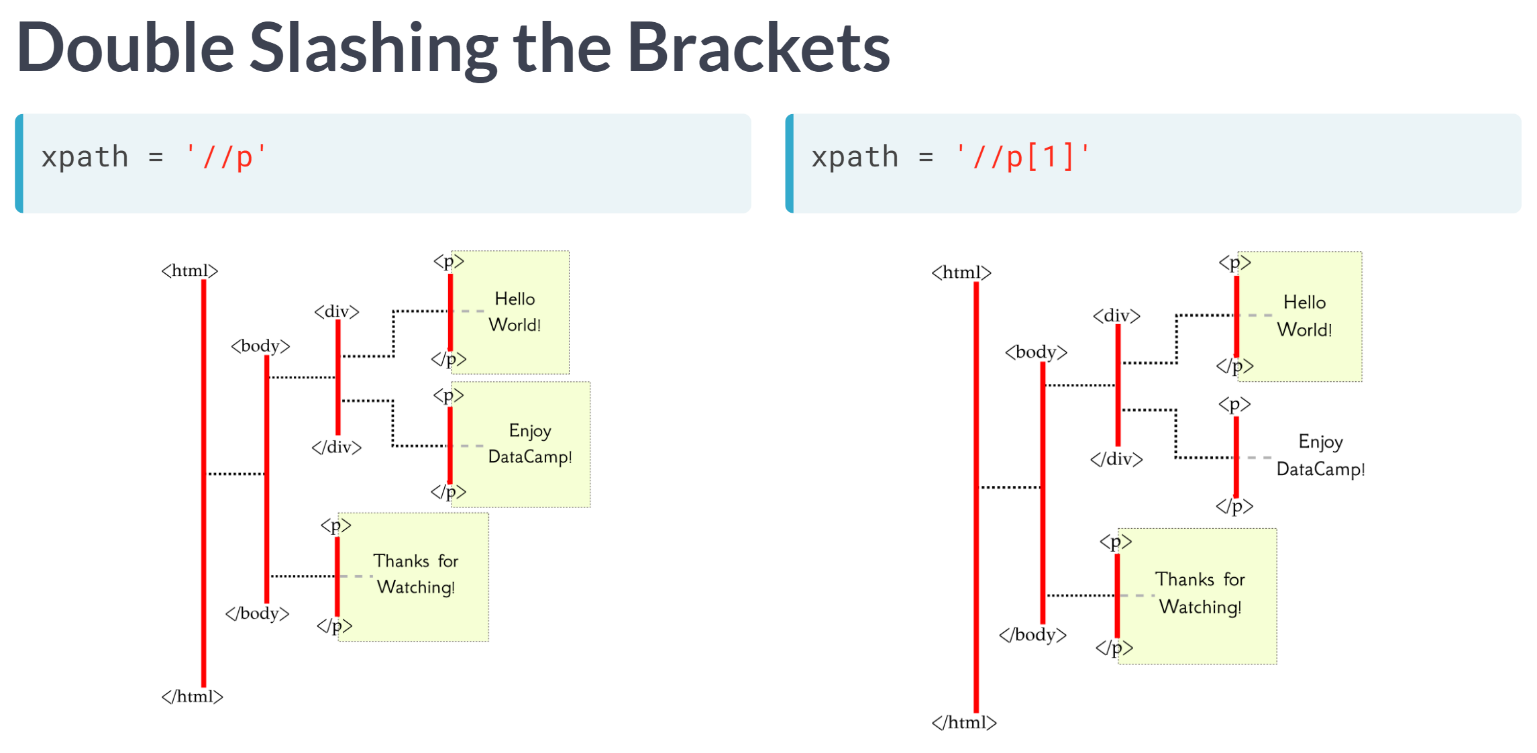 Double Slashing the Brackets
xpath = '//p'
<html>
<body>
<div>
<p>
Hello
World!
</p>
<p>
Enjoy
DataCamp!
</p>
</div>
<p>
Thanks for
Watching!
</p>
</body>
</html>
xpath = '//p[1]'
<html>
<body>
<div>
<p>
Hello
World!
</p>
<p>
Enjoy
DataCamp!
</p>
</div>
<p>
Thanks for
Watching!
</p>
</body>
</html>